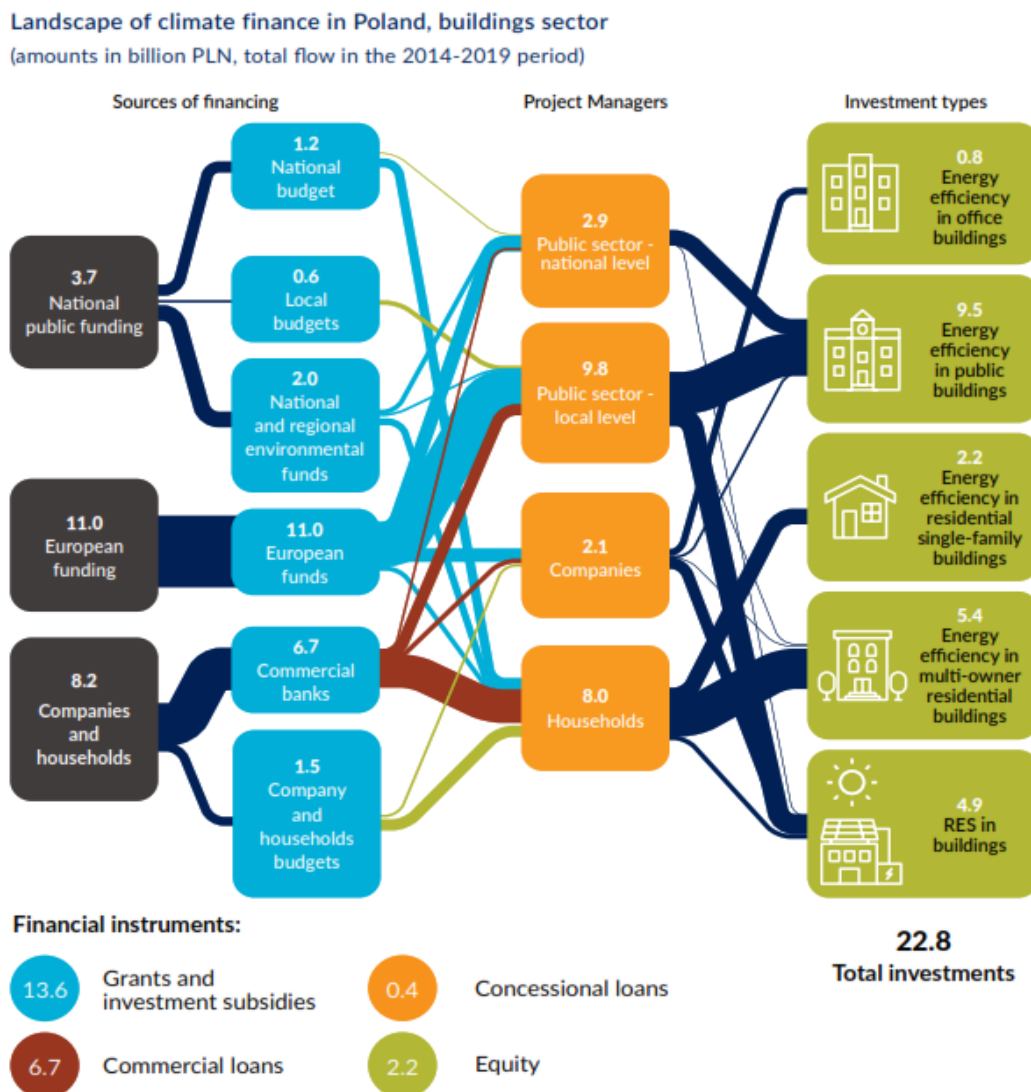 Landscape of climate finance in Poland, buildings sector
(amounts in billion PLN, total flow in the 2014-2019 period)
Sources of financing
Project Managers
Investment types
3.7
National
public funding
11.0
European
funding
8.2
Companies
and
households
1.2
National
budget
0.6
Local
budgets
2.0
National
and regional
environmental
funds
11.0
European
funds
6.7
Commercial
banks
1.5
Company
and
households
budgets
2.9
Public sector -
national level
9.8
Public sector -
local level
2.1
Companies
8.0
Households
0.8
Energy
efficiency
in office
buildings
9.5
Energy
efficiency
in public
buildings
2.2
Energy
efficiency in
residential
single-family
buildings
5.4
Energy
efficiency in
multi-owner
residential
buildings
4.9
RES in
buildings
22.8
Total investments
Financial instruments:
13.6
Grants and
investment subsidies
0.4
Concessional loans
6.7
Commercial loans
2.2
Equity